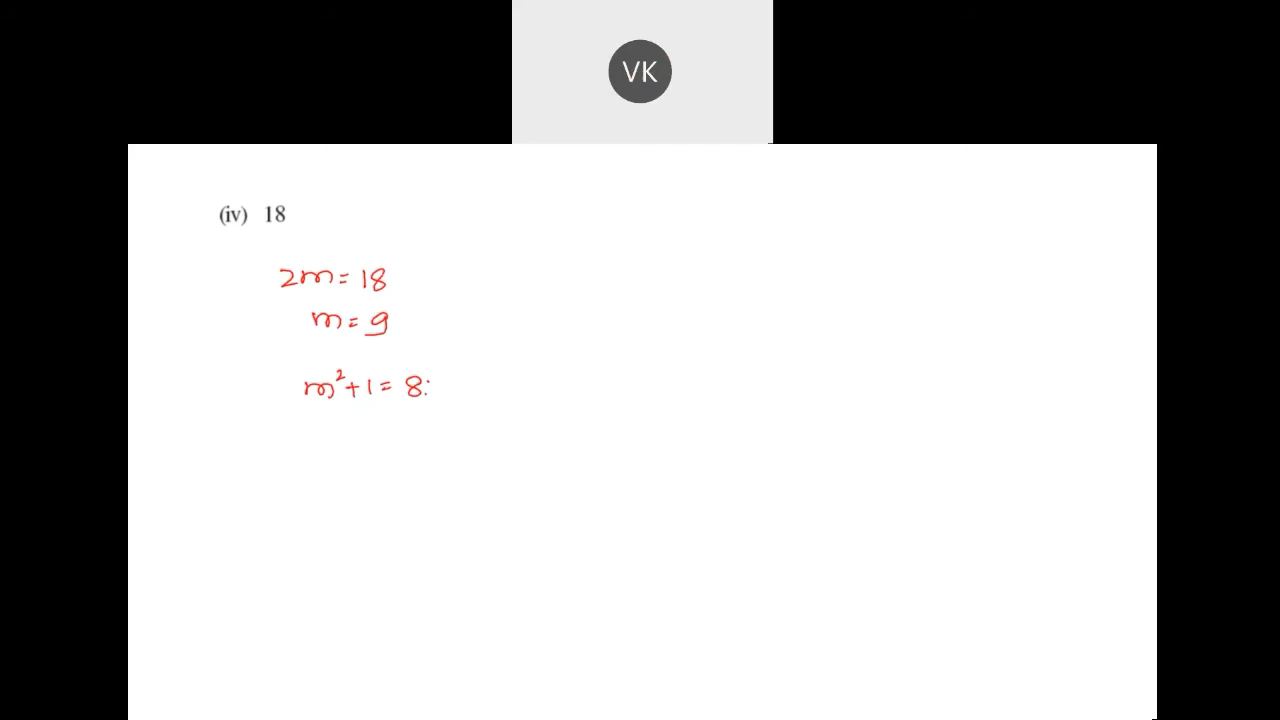 VK
(iv) 18
2m = 18
m = 9
m² + 1 = 8